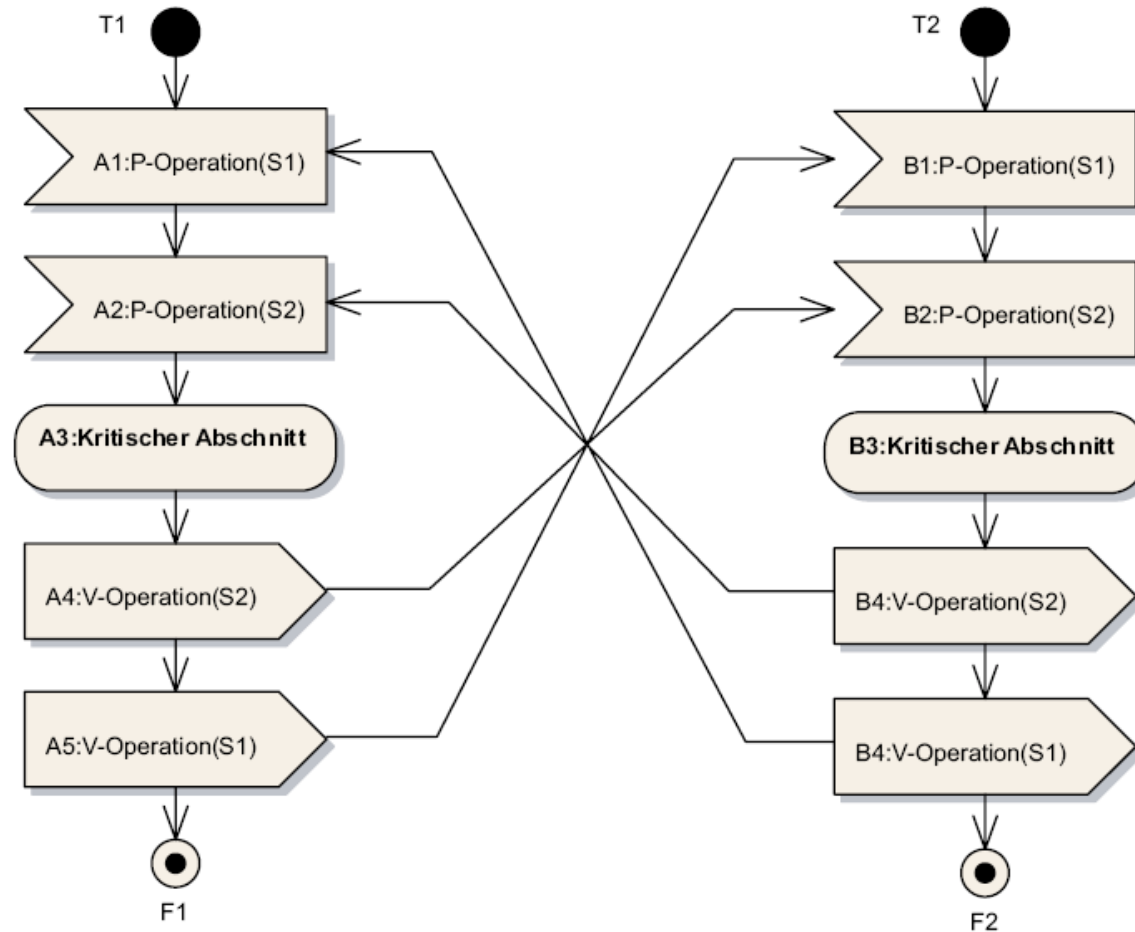 T1
A1:P-Operation(S1)
A2:P-Operation(S2)
A3:Kritischer Abschnitt
A4:V-Operation(S2)
A5:V-Operation(S1)
F1
T2
B1:P-Operation(S1)
B2:P-Operation(S2)
B3:Kritischer Abschnitt
B4:V-Operation(S2)
B4:V-Operation(S1)
F2